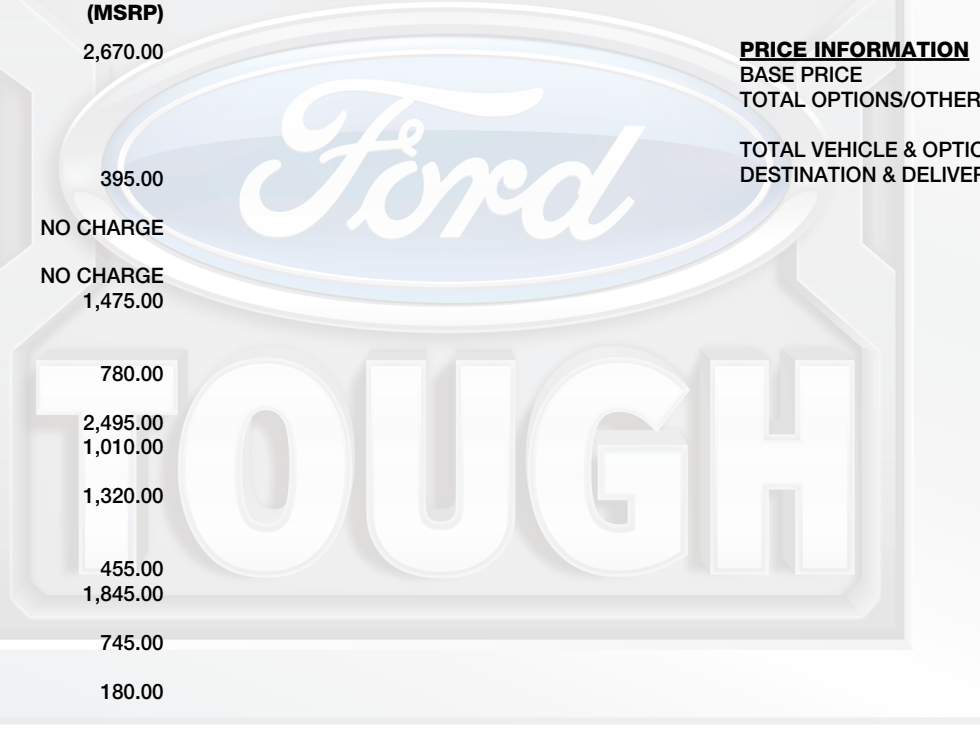 (MSRP)
2,670.00
395.00
NO CHARGE
NO CHARGE
1,475.00
780.00
2,495.00
1,010.00
1,320.00
455.00
1,845.00
745.00
180.00
PRICE INFORMATION
BASE PRICE
TOTAL OPTIONS/OTHER
TOTAL VEHICLE & OPTIO
DESTINATION & DELIVER
Ford
TOUGH